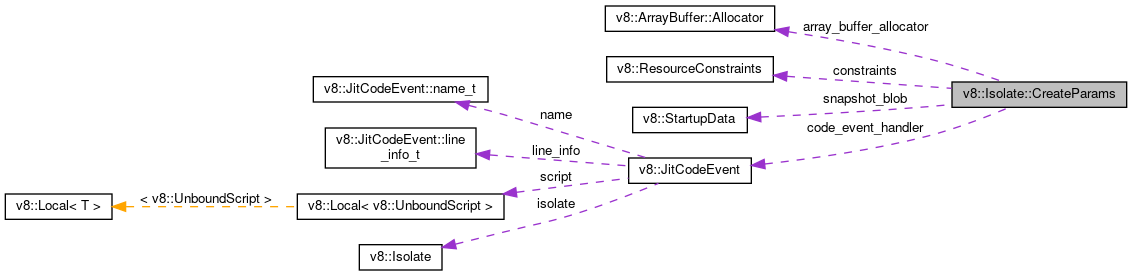 v8::ArrayBuffer::Allocator
array_buffer_allocator
v8::ResourceConstraints
constraints
v8::Isolate::CreateParams
v8::JitCodeEvent::name_t
snapshot_blob
v8::StartupData
name
code_event_handler
v8::JitCodeEvent::line
_info_t
line_info
v8::JitCodeEvent
script
v8::Local< T >
< v8::UnboundScript >
v8::Local< v8::UnboundScript >
isolate
v8::Isolate